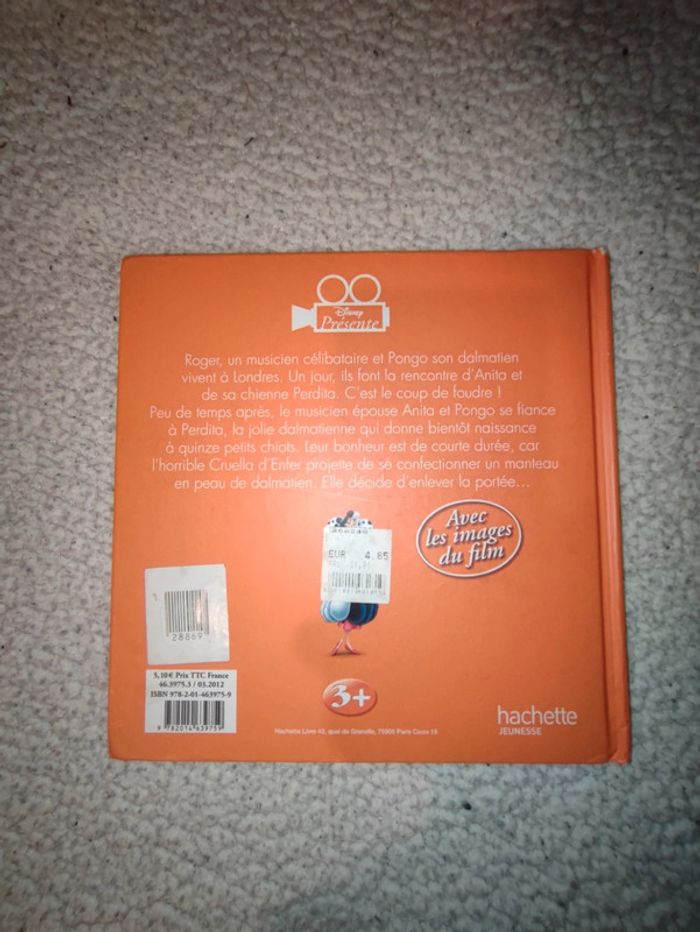 Disney
Présente
Roger, un musicien célibataire et Pongo son dalmatien
vivent à Londres. Un jour, ils font la rencontre d'Anita et
de sa chienne Perdita. C'est le coup de foudre !
Peu de temps après, le musicien épouse Anita et Pongo se fiance
à Perdita, la jolie dalmatienne qui donne bientôt naissance
à quinze petits chiots. Leur bonheur est de courte durée, car
l'horrible Cruella d'Enfer projette de se confectionner un manteau
en peau de dalmatien. Elle décide d'enlever la portée...
Avec
les images
du film
EUR 4.85
28869
5,10 € Prix TTC France
46.3975.3 / 03.2012
ISBN 978-2-01-463975-9
9 782014 639759
3+
hachette
JEUNESSE
Hachette Livre 43, quai de Grenelle, 75905 Paris Cedex 15